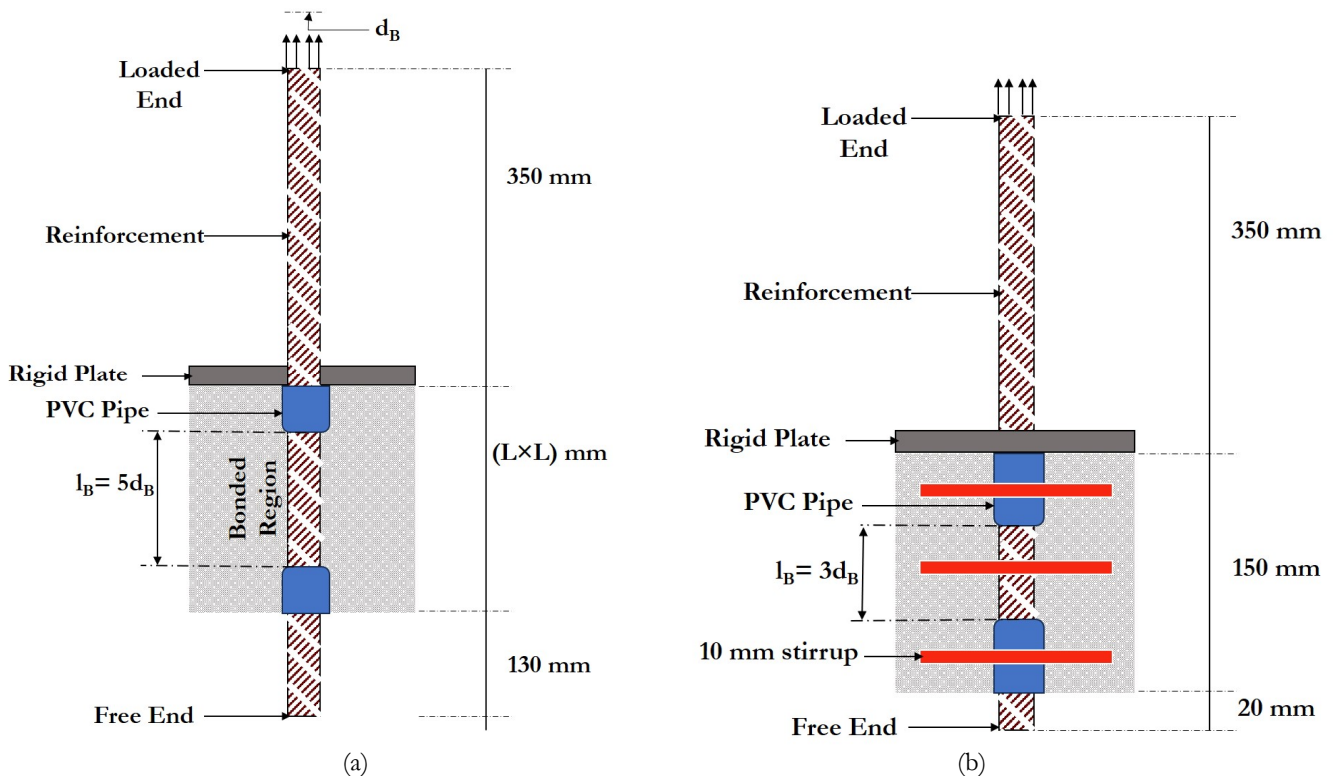 d_B
Loaded
End
350 mm
Reinforcement
Rigid Plate
PVC Pipe
(L×L) mm
l_B= 5d_B
Bonded
Region
130 mm
Free End
(a)
Loaded
End
350 mm
Reinforcement
Rigid Plate
PVC Pipe
l_B= 3d_B
150 mm
10 mm stirrup
20 mm
Free End
(b)